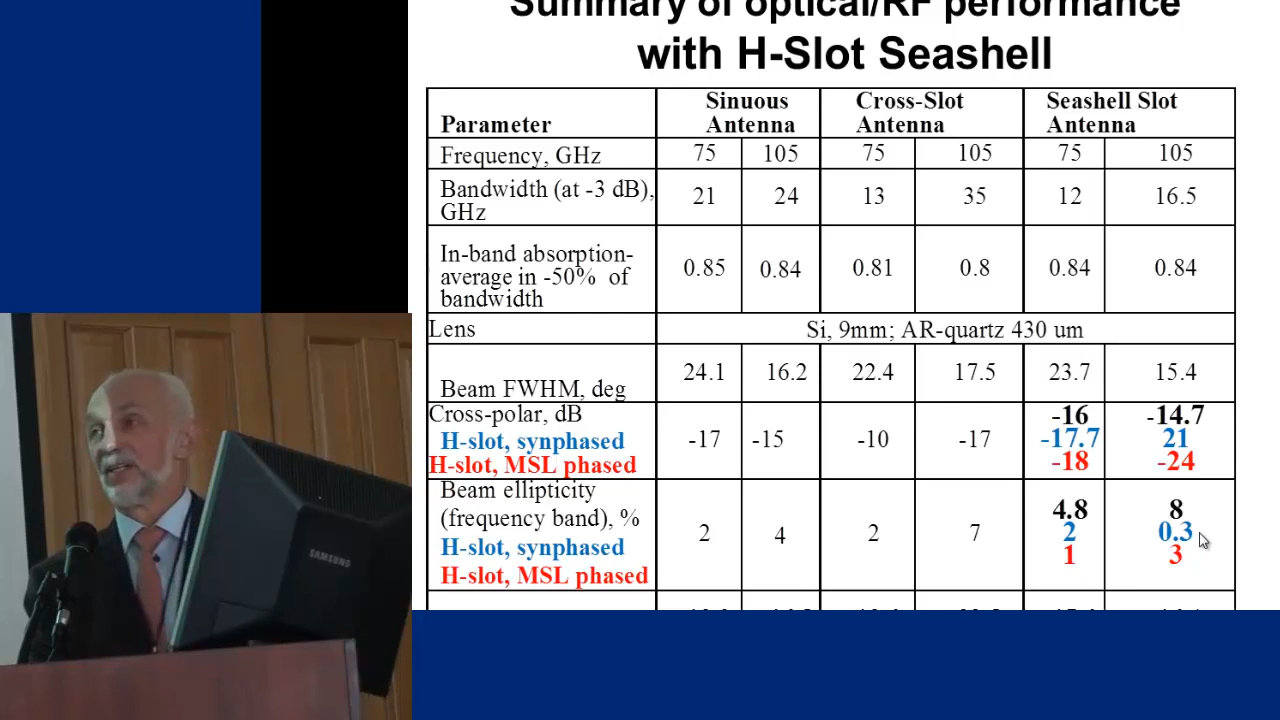 Summary of optical/RF performance
with H-Slot Seashell
Parameter
Sinuous Antenna
Cross-Slot Antenna
Seashell Slot Antenna
Frequency, GHz 75 105 75 105 75 105
Bandwidth (at -3 dB), GHz 21 24 13 35 12 16.5
In-band absorption-
average in -50% of
bandwidth
0.85 0.84 0.81 0.8 0.84 0.84
Lens Si, 9mm; AR-quartz 430 um
Beam FWHM, deg 24.1 16.2 22.4 17.5 23.7 15.4
Cross-polar, dB -16 -14.7
H-slot, synphased -17 -15 -10 -17 -17.7 21
H-slot, MSL phased -18 -24
Beam ellipticity
(frequency band), % 2 4 2 7 4.8 8
H-slot, synphased 2 0.3
H-slot, MSL phased 1 3
SAMSUNG